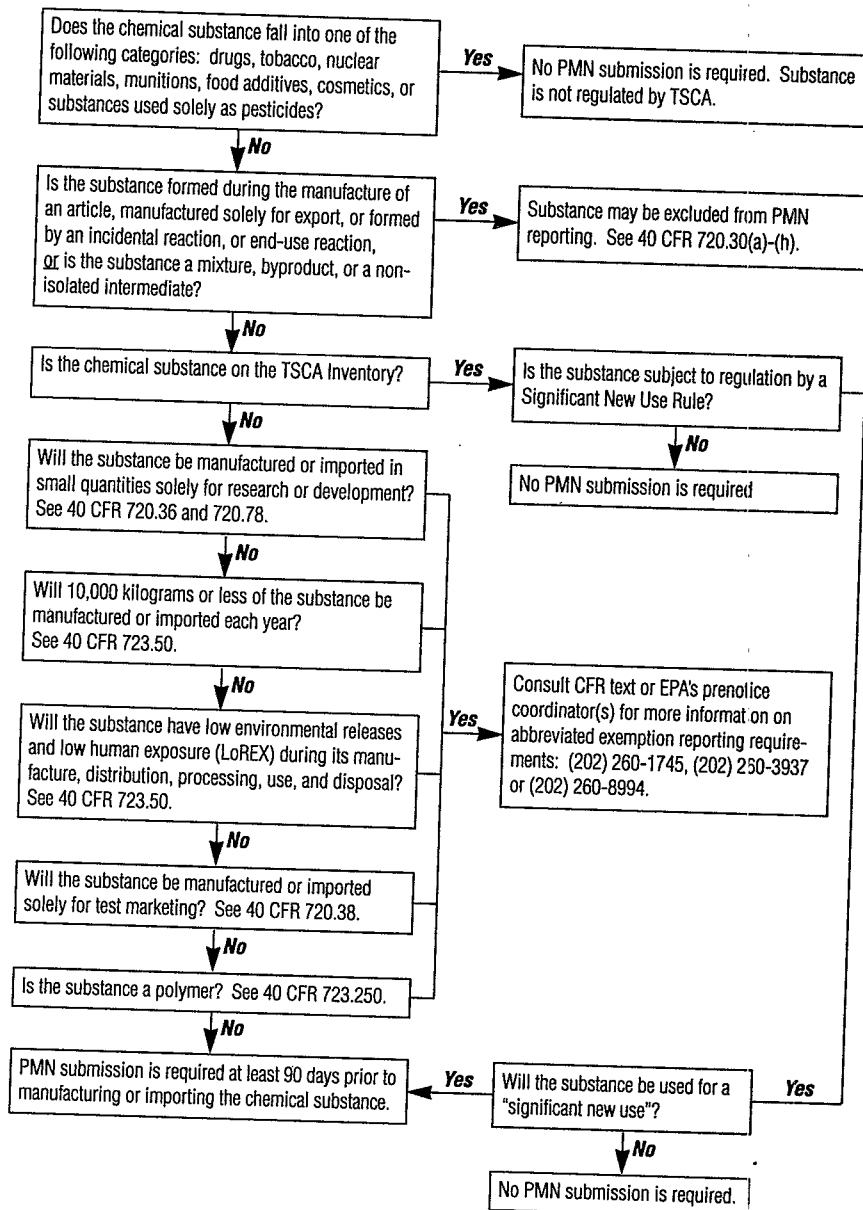 Does the chemical substance fall into one of the
following categories: drugs, tobacco, nuclear
materials, munitions, food additives, cosmetics, or
substances used solely as pesticides?
Yes
No PMN submission is required. Substance
is not regulated by TSCA.
No
Is the substance formed during the manufacture of
an article, manufactured solely for export, or formed
by an incidental reaction, or end-use reaction,
or is the substance a mixture, byproduct, or a non-
isolated intermediate?
Yes
Substance may be excluded from PMN
reporting. See 40 CFR 720.30(a)-(h).
No
Is the chemical substance on the TSCA Inventory?
Yes
Is the substance subject to regulation by a
Significant New Use Rule?
No
No PMN submission is required
No
Will the substance be manufactured or imported in
small quantities solely for research or development?
See 40 CFR 720.36 and 720.78.
No
Will 10,000 kilograms or less of the substance be
manufactured or imported each year?
See 40 CFR 723.50.
No
Will the substance have low environmental releases
and low human exposure (LoREX) during its manu-
facture, distribution, processing, use, and disposal?
See 40 CFR 723.50.
Yes
Consult CFR text or EPA's prenotice
coordinator(s) for more information on
abbreviated exemption reporting require-
ments: (202) 260-1745, (202) 260-3937
or (202) 260-8994.
No
Will the substance be manufactured or imported
solely for test marketing? See 40 CFR 720.38.
No
Is the substance a polymer? See 40 CFR 723.250.
No
PMN submission is required at least 90 days prior to
manufacturing or importing the chemical substance.
Yes
Will the substance be used for a
"significant new use"?
Yes
No
No PMN submission is required.